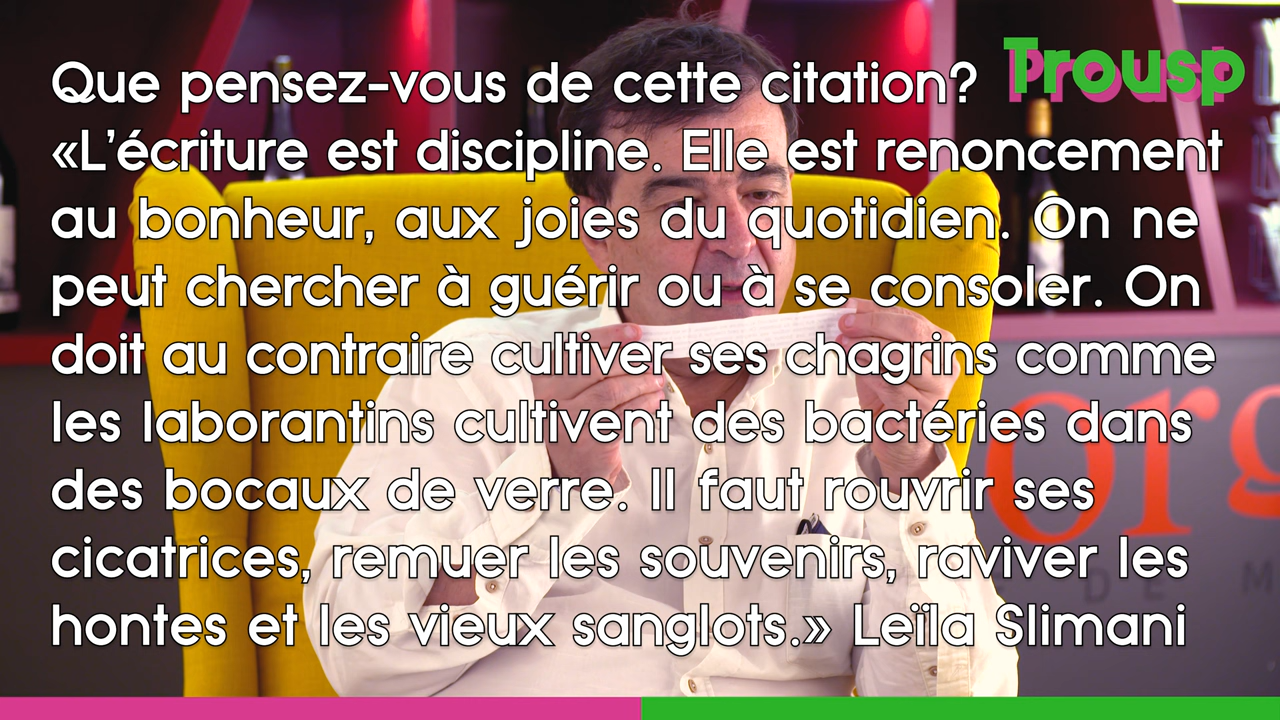 Que pensez-vous de cette citation?
Trousp
«L'écriture est discipline. Elle est renoncement
au bonheur, aux joies du quotidien. On ne
peut chercher à guérir ou à se consoler. On
doit au contraire cultiver ses chagrins comme
les laborantins cultivent des bactéries dans
des bocaux de verre. Il faut rouvrir ses
cicatrices, remuer les souvenirs, raviver les
hontes et les vieux sanglots.» Leïla Slimani
org
DE M